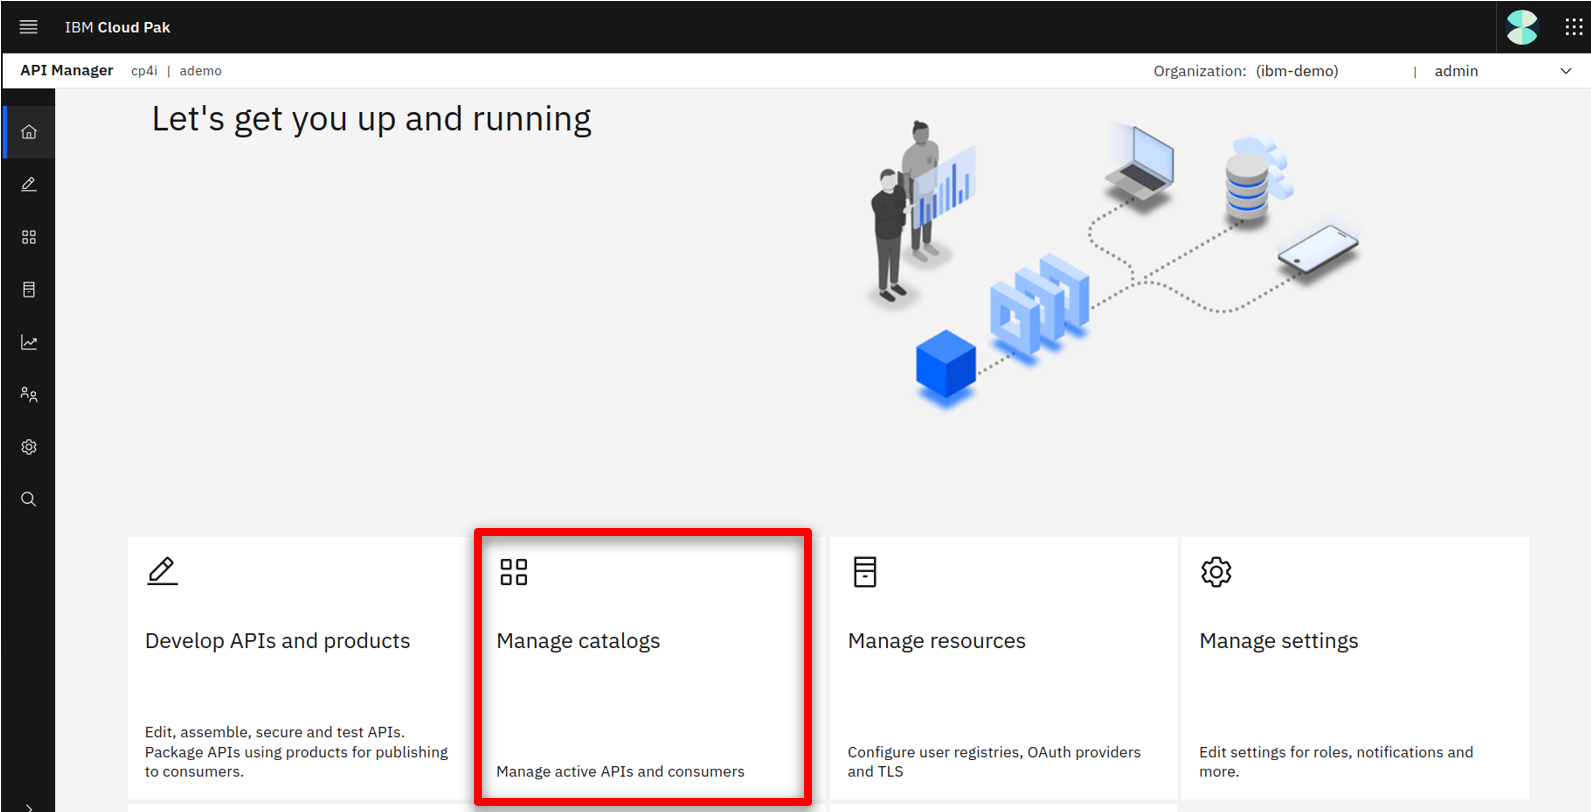 IBM Cloud Pak
API Manager cp4i | ademo Organization: (ibm-demo) | admin
Let's get you up and running
Develop APIs and products
Edit, assemble, secure and test APIs.
Package APIs using products for publishing
to consumers.
Manage catalogs
Manage active APIs and consumers
Manage resources
Configure user registries, OAuth providers
and TLS
Manage settings
Edit settings for roles, notifications and
more.